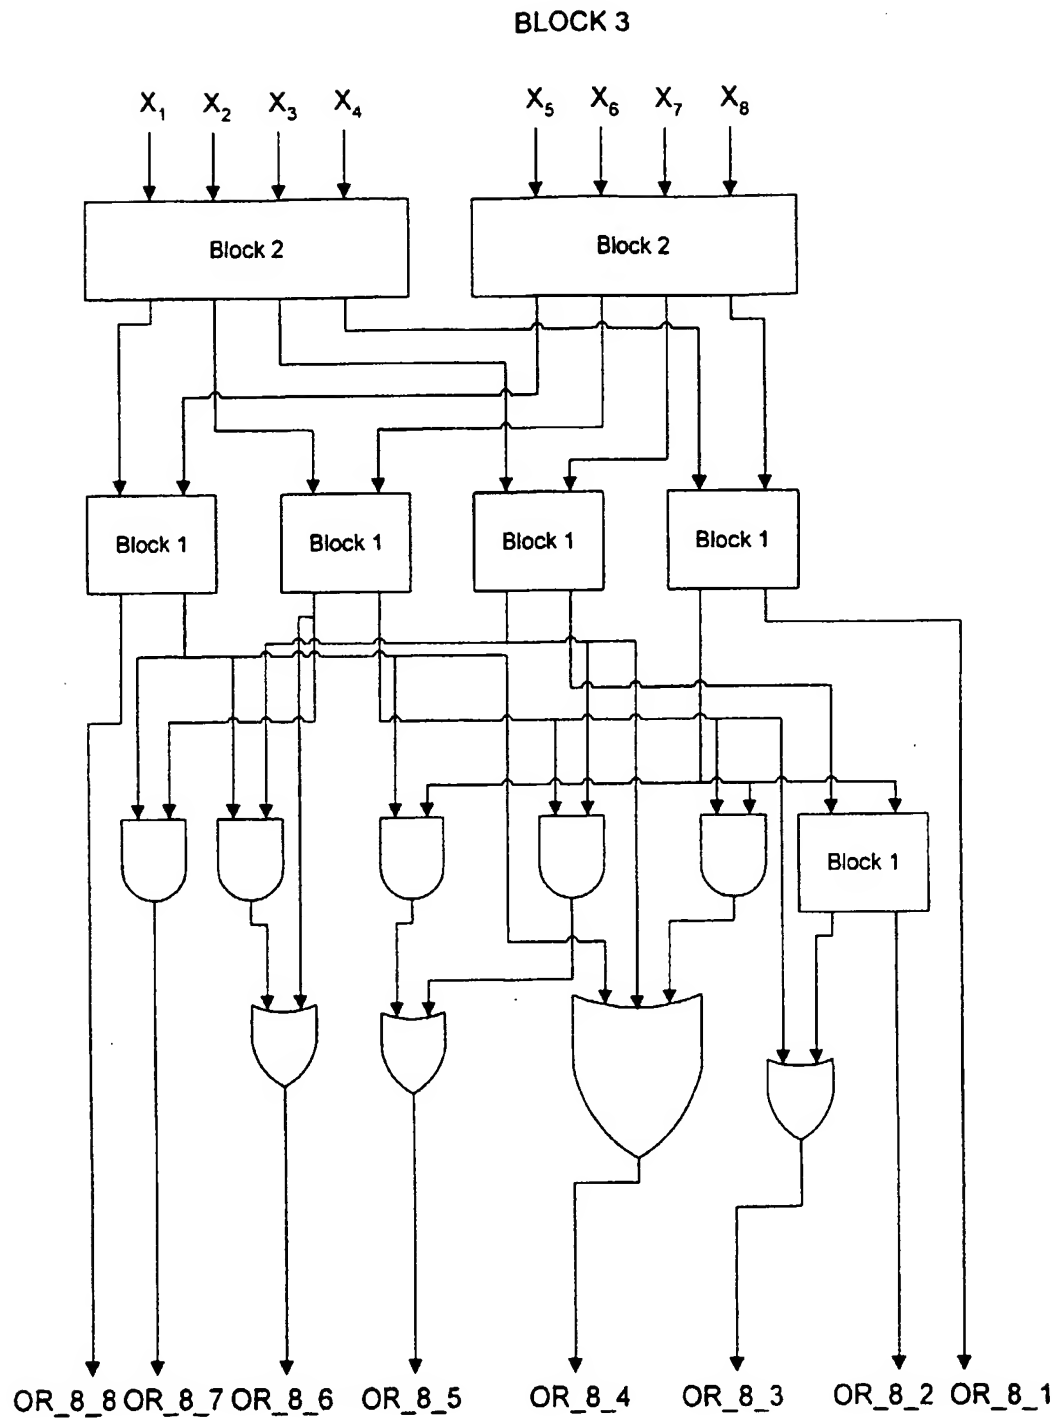 BLOCK 3
X₁ X₂ X₃ X₄ X₅ X₆ X₇ X₈
Block 2 Block 2
Block 1 Block 1 Block 1 Block 1
Block 1
OR_8_8 OR_8_7 OR_8_6 OR_8_5 OR_8_4 OR_8_3 OR_8_2 OR_8_1